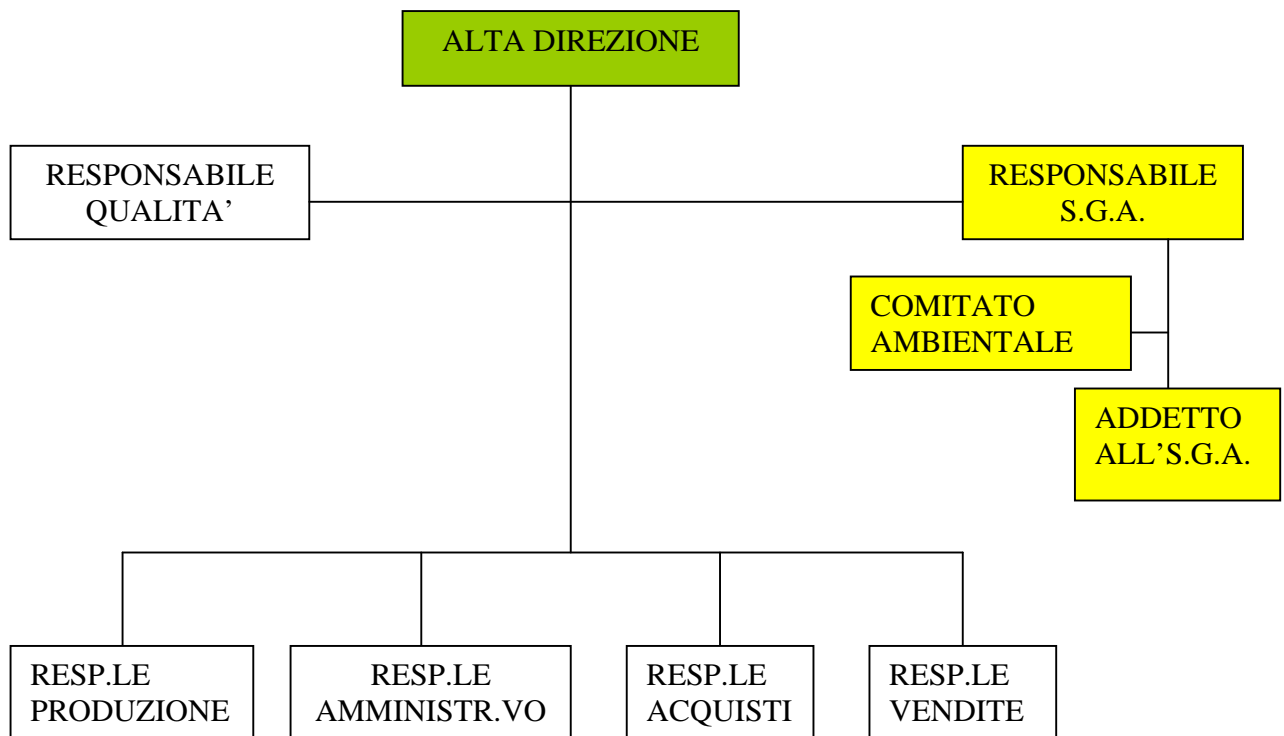 ALTA DIREZIONE
RESPONSABILE
QUALITA’
RESPONSABILE
S.G.A.
COMITATO
AMBIENTALE
ADDETTO
ALL’S.G.A.
RESP.LE
PRODUZIONE
RESP.LE
AMMINISTR.VO
RESP.LE
ACQUISTI
RESP.LE
VENDITE